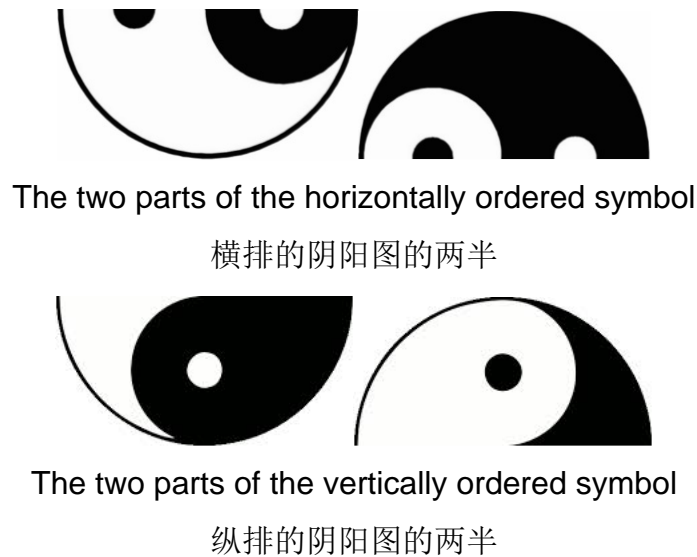 The two parts of the horizontally ordered symbol
横排的阴阳图的两半
The two parts of the vertically ordered symbol
纵排的阴阳图的两半